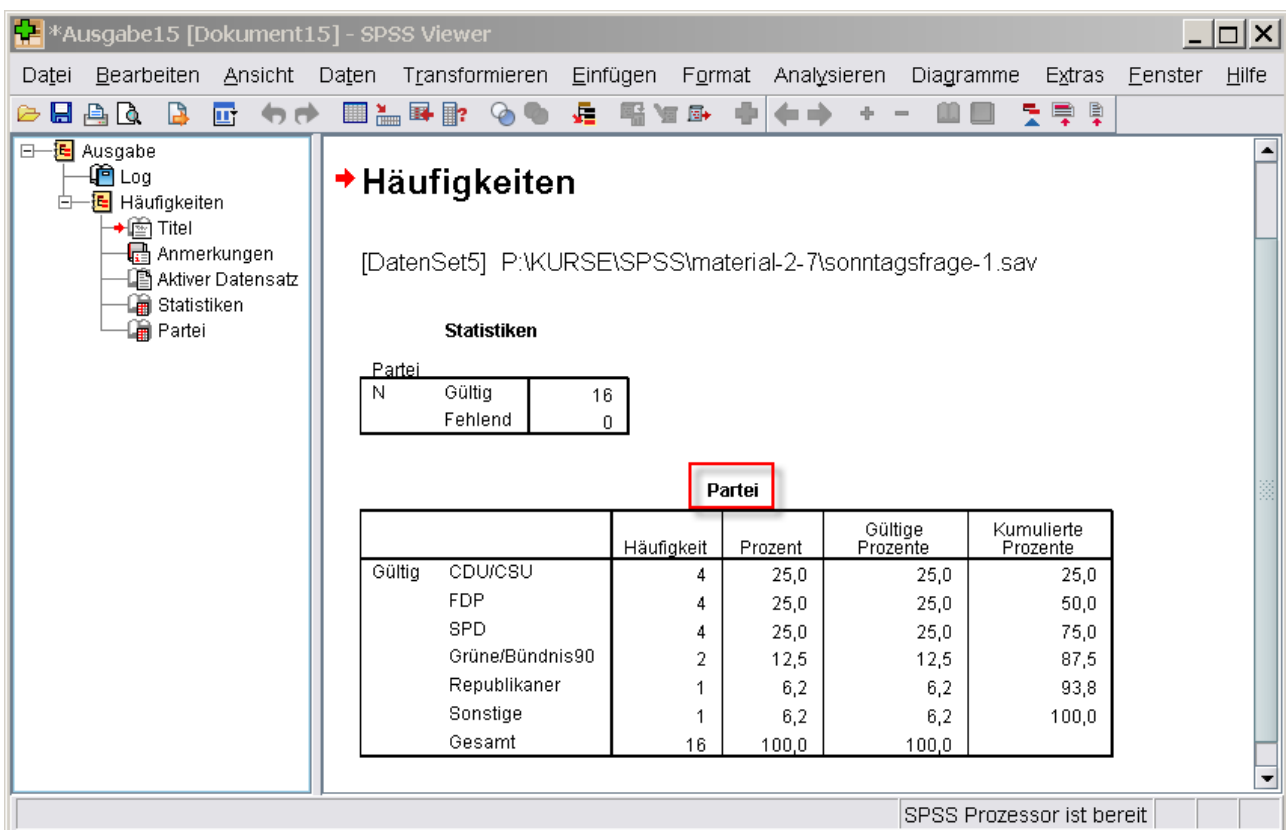 *Ausgabe15 [Dokument15] - SPSS Viewer
Datei Bearbeiten Ansicht Daten Transformieren Einfügen Format Analysieren Diagramme Extras Fenster Hilfe
Ausgabe
Log
Häufigkeiten
Titel
Anmerkungen
Aktiver Datensatz
Statistiken
Partei
Häufigkeiten
[DatenSet5] P:\KURSE\SPSS\material-2-7\sonntagsfrage-1.sav
Statistiken
Partei
N Gültig 16
Fehlend 0
Partei
Häufigkeit Prozent Gültige Prozente Kumulierte Prozente
Gültig CDU/CSU 4 25,0 25,0 25,0
FDP 4 25,0 25,0 50,0
SPD 4 25,0 25,0 75,0
Grüne/Bündnis90 2 12,5 12,5 87,5
Republikaner 1 6,2 6,2 93,8
Sonstige 1 6,2 6,2 100,0
Gesamt 16 100,0 100,0
SPSS Prozessor ist bereit